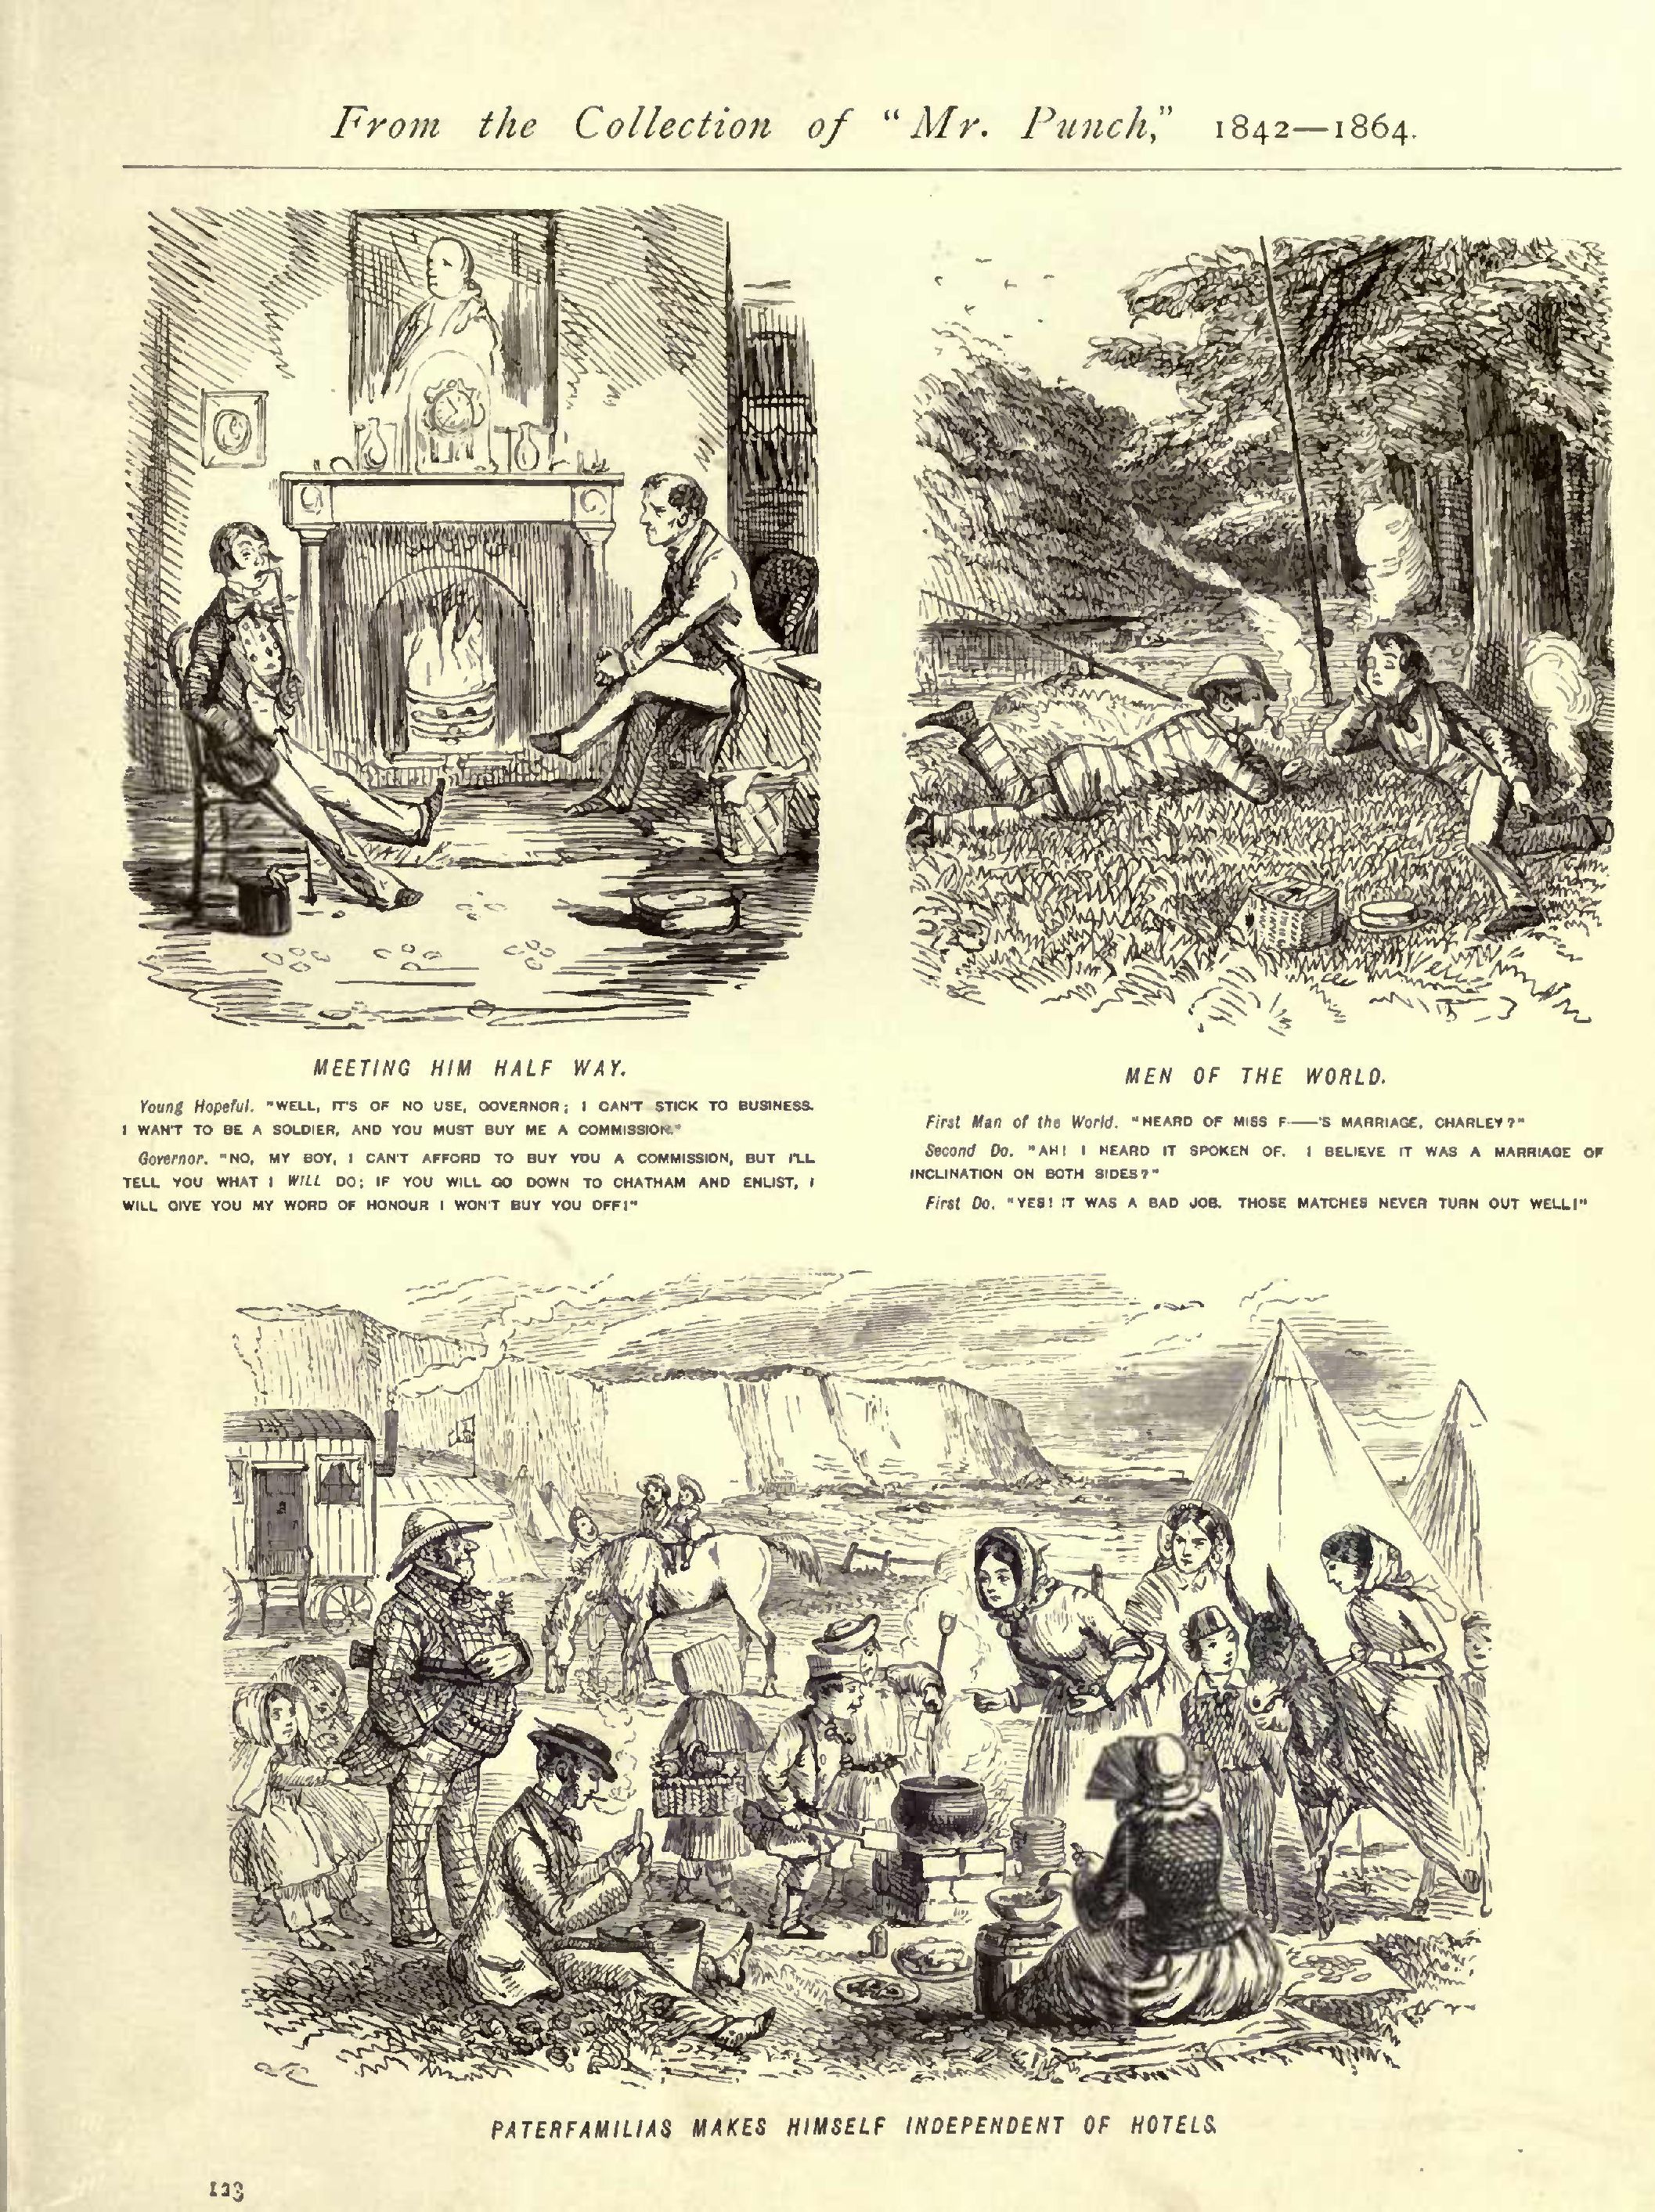 From the Collection of "Mr. Punch," 1842—1864.
MEETING HIM HALF WAY.
Young Hopeful. "WELL, IT'S OF NO USE, GOVERNOR; I CAN'T STICK TO BUSINESS.
I WANT TO BE A SOLDIER, AND YOU MUST BUY ME A COMMISSION."
Governor. "NO, MY BOY, I CAN'T AFFORD TO BUY YOU A COMMISSION, BUT I'LL
TELL YOU WHAT I WILL DO; IF YOU WILL GO DOWN TO CHATHAM AND ENLIST, I
WILL GIVE YOU MY WORD OF HONOUR I WON'T BUY YOU OFF!"
MEN OF THE WORLD.
First Man of the World. "HEARD OF MISS F——'S MARRIAGE, CHARLEY?"
Second Do. "AH! I HEARD IT SPOKEN OF. I BELIEVE IT WAS A MARRIAGE OF
INCLINATION ON BOTH SIDES?"
First Do. "YES! IT WAS A BAD JOB. THOSE MATCHES NEVER TURN OUT WELL!"
PATERFAMILIAS MAKES HIMSELF INDEPENDENT OF HOTELS.
123